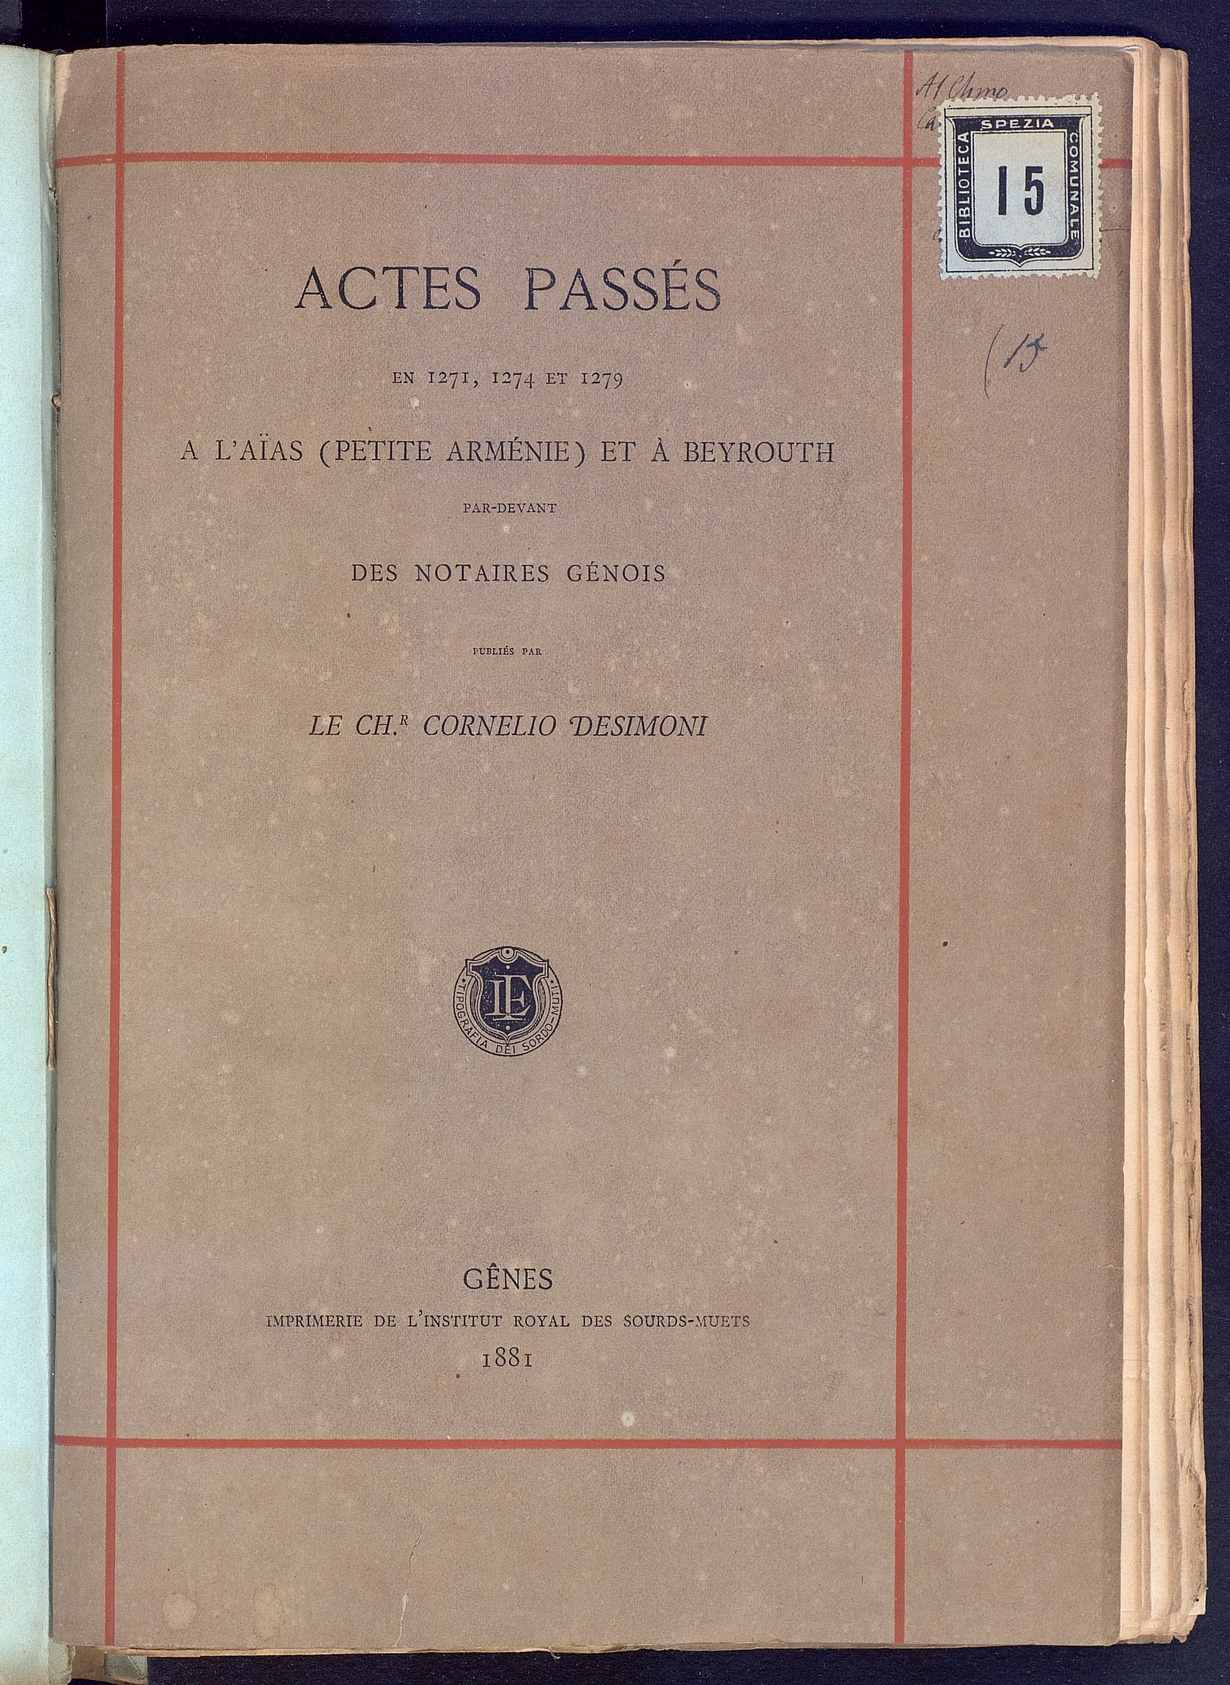 Al Chmo
BIBLIOTECA SPEZIA COMUNALE
15
(15
ACTES PASSÉS
EN 1271, 1274 ET 1279
A L'AÏAS (PETITE ARMÉNIE) ET À BEYROUTH
PAR-DEVANT
DES NOTAIRES GÉNOIS
PUBLIÉS PAR
LE CH.R CORNELIO DESIMONI
TIPOGRAFIA DEI SORDO-MUTI
GÊNES
IMPRIMERIE DE L'INSTITUT ROYAL DES SOURDS-MUETS
1881